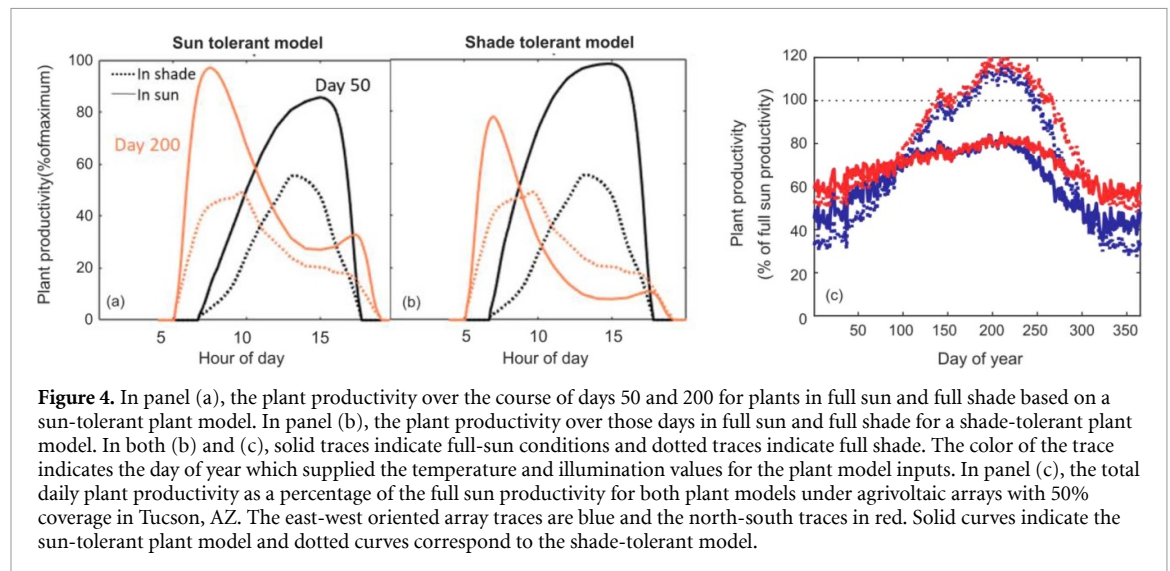 Sun tolerant model
Shade tolerant model
Plant productivity(%ofmaximum)
100
80
60
40
20
0
In shade
In sun
Day 50
Day 200
(a)
5
10
15
Hour of day
(b)
5
10
15
Hour of day
Plant productivity
(% of full sun productivity)
120
100
80
60
40
20
0
(c)
50
100
150
200
250
300
350
Day of year
Figure 4. In panel (a), the plant productivity over the course of days 50 and 200 for plants in full sun and full shade based on a
sun-tolerant plant model. In panel (b), the plant productivity over those days in full sun and full shade for a shade-tolerant plant
model. In both (b) and (c), solid traces indicate full-sun conditions and dotted traces indicate full shade. The color of the trace
indicates the day of year which supplied the temperature and illumination values for the plant model inputs. In panel (c), the total
daily plant productivity as a percentage of the full sun productivity for both plant models under agrivoltaic arrays with 50%
coverage in Tucson, AZ. The east-west oriented array traces are blue and the north-south traces in red. Solid curves indicate the
sun-tolerant plant model and dotted curves correspond to the shade-tolerant model.